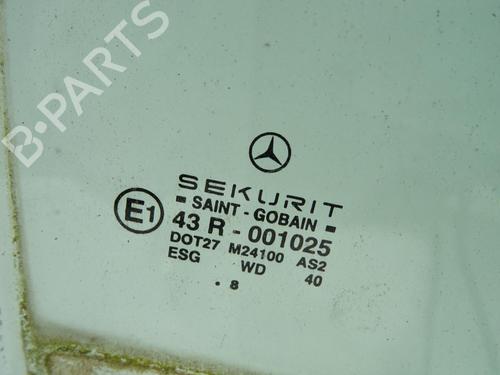 B-PARTS
SEKURIT
SAINT - GOBAIN
E1 43 R - 001025
DOT27 M24100 AS2
ESG WD 40
. 8